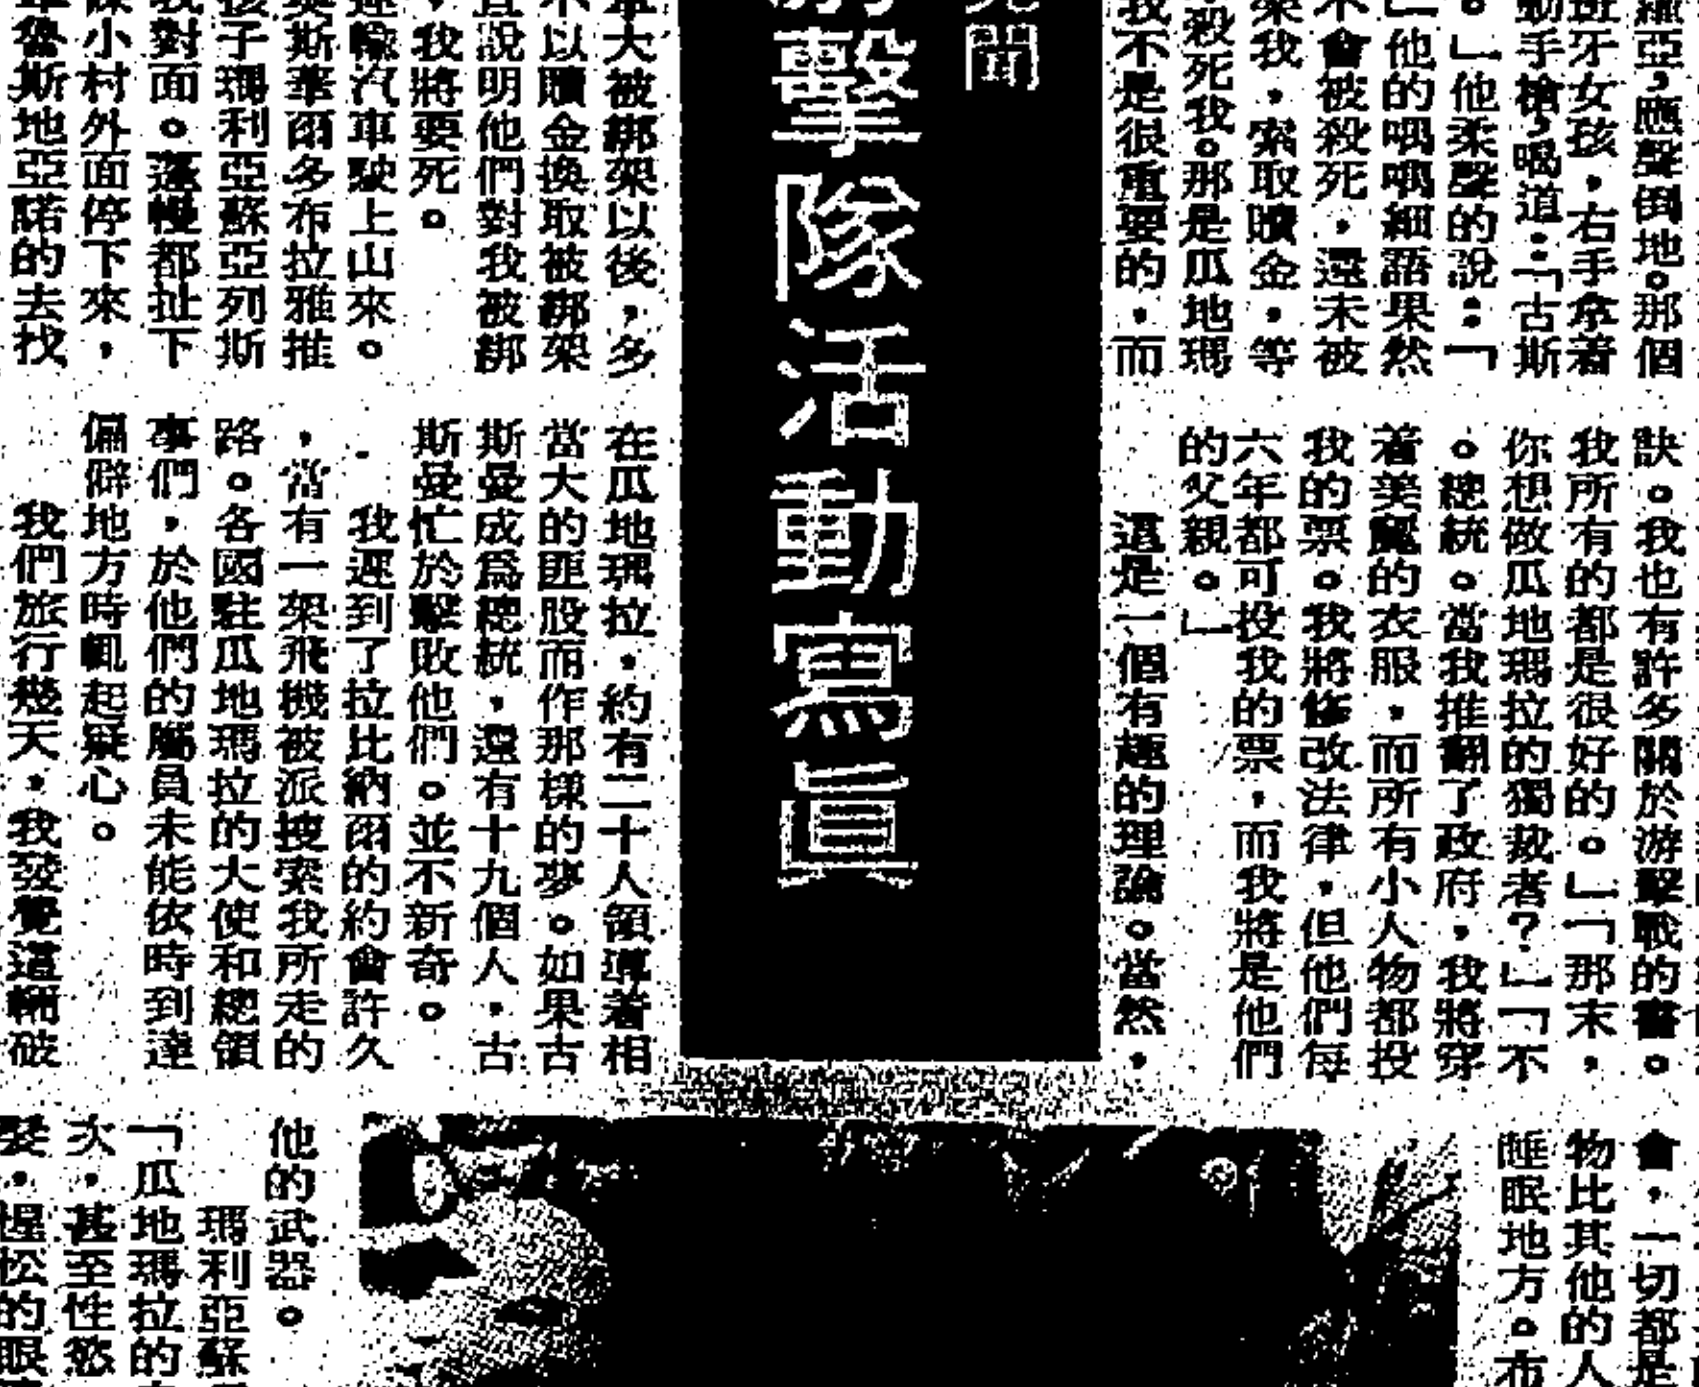 羅亞,應聲倒地。那個
班牙女孩,右手拿着
動手槍,喝道:「古斯
。」他柔聲的說:「
」他的哦哦細語果然
不會被殺死,還未被
架我,索取贖金,等
殺死我。那是瓜地瑪
我不是很重要的,而
聞
擊隊活動寫眞
大被綁架以後,多
不以贖金換取被綁架
直說明他們對我被綁
,我將要死。
運輸汽車駛上山來。
斯華爾多布拉雅推
孩子瑪利亞蘇亞列斯
我對面。蓬幔都扯下
小村外面停下來,
魯斯地亞諾的去找
訣。我也有許多關於游擊戰的書。
我所有的都是很好的。」「那末,
你想做瓜地瑪拉的獨裁者?」「不
。總統。當我推翻了政府,我將穿
着美麗的衣服,而所有小人物都投
我的票。我將修改法律,但他們每
六年都可投我的票,而我將是他們
的父親。」
這是一個有趣的理論。當然,
在瓜地瑪拉,約有二十人領導着相
當大的匪股而作那樣的夢。如果古
斯曼成爲總統,還有十九個人,古
斯曼忙於擊敗他們。並不新奇。
我遲到了拉比納爾的約會許久
,當有一架飛機被派搜索我所走的
路。各國駐瓜地瑪拉的大使和總領
事們,於他們的屬員未能依時到達
偏僻地方時輒起疑心。
我們旅行幾天,我發覺這輛破
會,一切都是
物比其他的人
睡眠地方。布
他的武器。
瑪利亞蘇
「瓜地瑪拉的
次,甚至性慾
髮,惺忪的眼